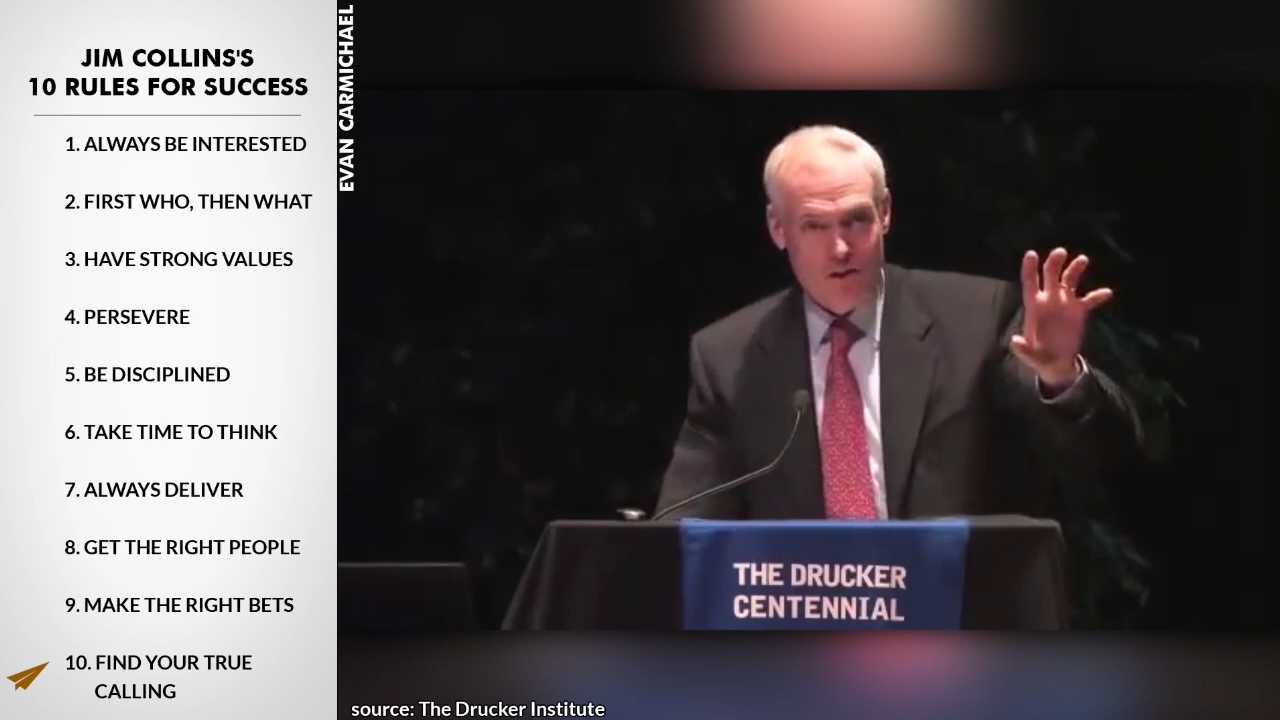 JIM COLLINS'S
10 RULES FOR SUCCESS
1. ALWAYS BE INTERESTED
2. FIRST WHO, THEN WHAT
3. HAVE STRONG VALUES
4. PERSEVERE
5. BE DISCIPLINED
6. TAKE TIME TO THINK
7. ALWAYS DELIVER
8. GET THE RIGHT PEOPLE
9. MAKE THE RIGHT BETS
10. FIND YOUR TRUE
CALLING
EVAN CARMICHAEL
THE DRUCKER
CENTENNIAL
source: The Drucker Institute